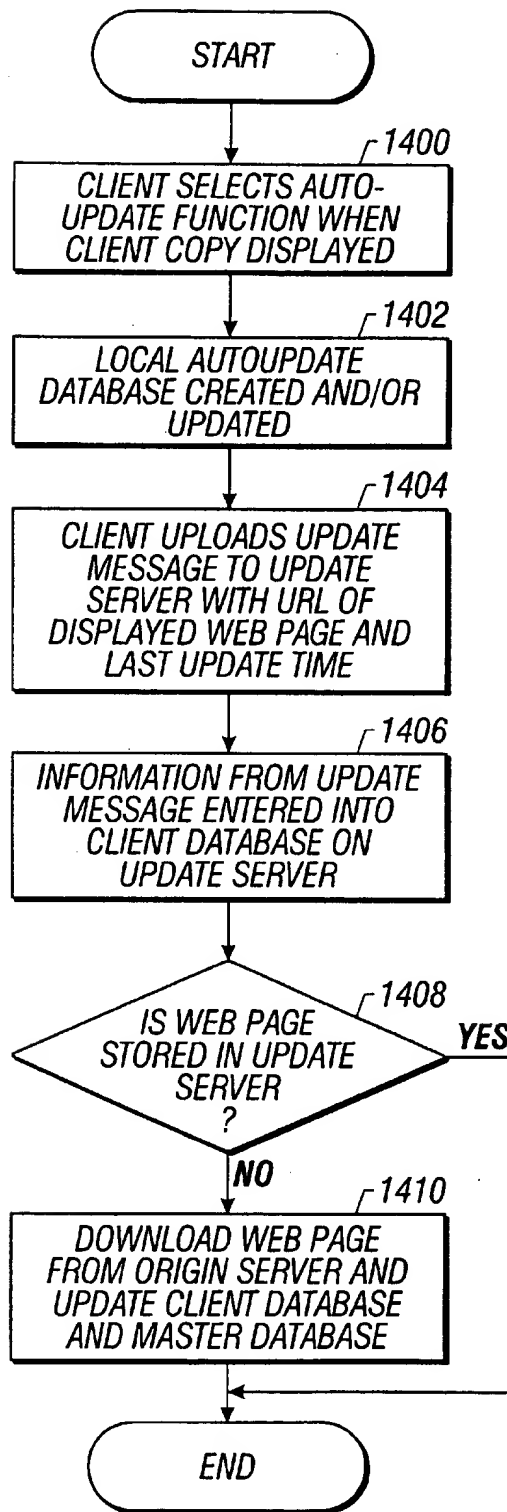 START
1400
CLIENT SELECTS AUTO-
UPDATE FUNCTION WHEN
CLIENT COPY DISPLAYED
1402
LOCAL AUTOUPDATE
DATABASE CREATED AND/OR
UPDATED
1404
CLIENT UPLOADS UPDATE
MESSAGE TO UPDATE
SERVER WITH URL OF
DISPLAYED WEB PAGE AND
LAST UPDATE TIME
1406
INFORMATION FROM UPDATE
MESSAGE ENTERED INTO
CLIENT DATABASE ON
UPDATE SERVER
1408
IS WEB PAGE
STORED IN UPDATE
SERVER
?
YES
NO
1410
DOWNLOAD WEB PAGE
FROM ORIGIN SERVER AND
UPDATE CLIENT DATABASE
AND MASTER DATABASE
END